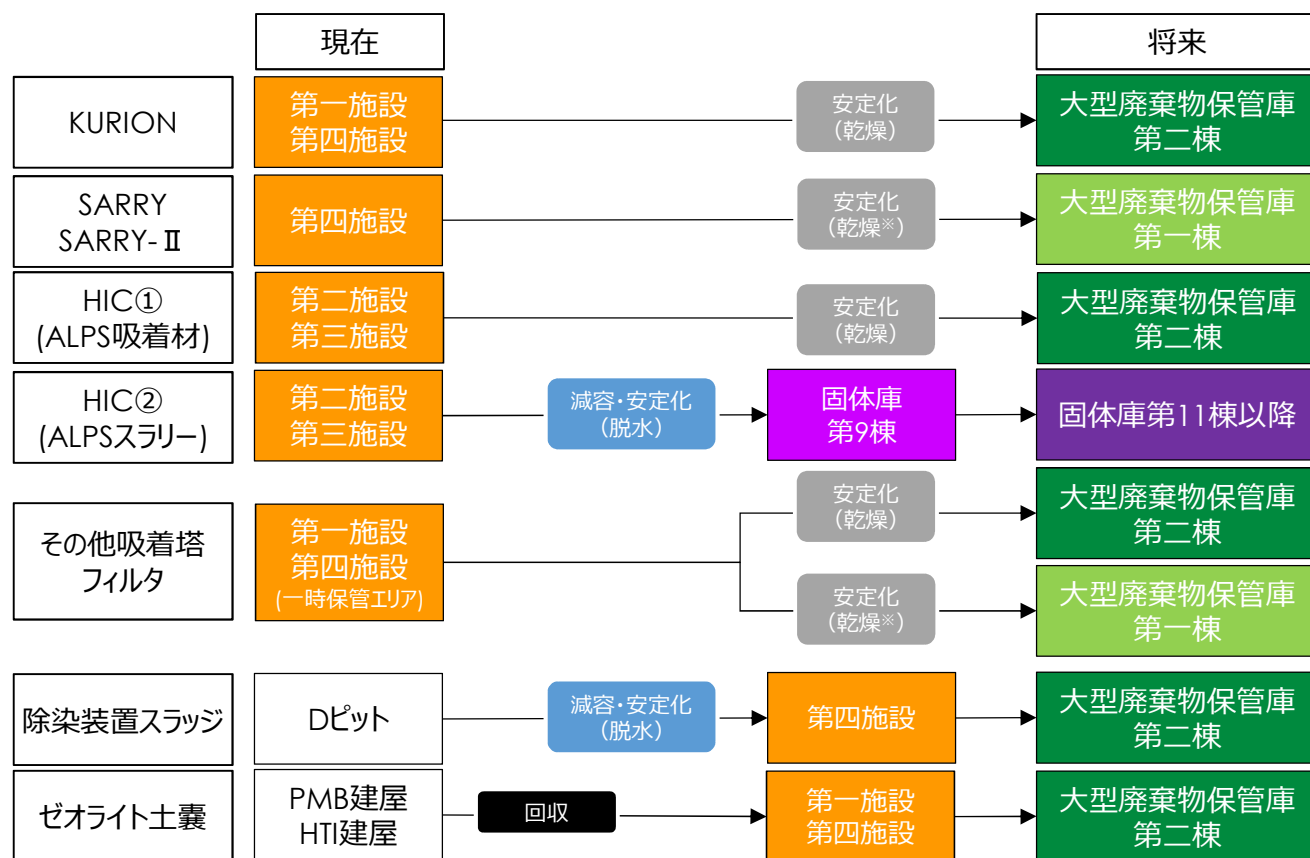 現在
将来
KURION
第一施設
第四施設
安定化
(乾燥)
大型廃棄物保管庫
第二棟
SARRY
SARRY-Ⅱ
第四施設
安定化
(乾燥※)
大型廃棄物保管庫
第一棟
HIC①
(ALPS吸着材)
第二施設
第三施設
安定化
(乾燥)
大型廃棄物保管庫
第二棟
HIC②
(ALPSスラリー)
第二施設
第三施設
減容・安定化
(脱水)
固体庫
第9棟
固体庫第11棟以降
その他吸着塔
フィルタ
第一施設
第四施設
(一時保管エリア)
安定化
(乾燥)
大型廃棄物保管庫
第二棟
安定化
(乾燥※)
大型廃棄物保管庫
第一棟
除染装置スラッジ
Dピット
減容・安定化
(脱水)
第四施設
大型廃棄物保管庫
第二棟
ゼオライト土嚢
PMB建屋
HTI建屋
回収
第一施設
第四施設
大型廃棄物保管庫
第二棟